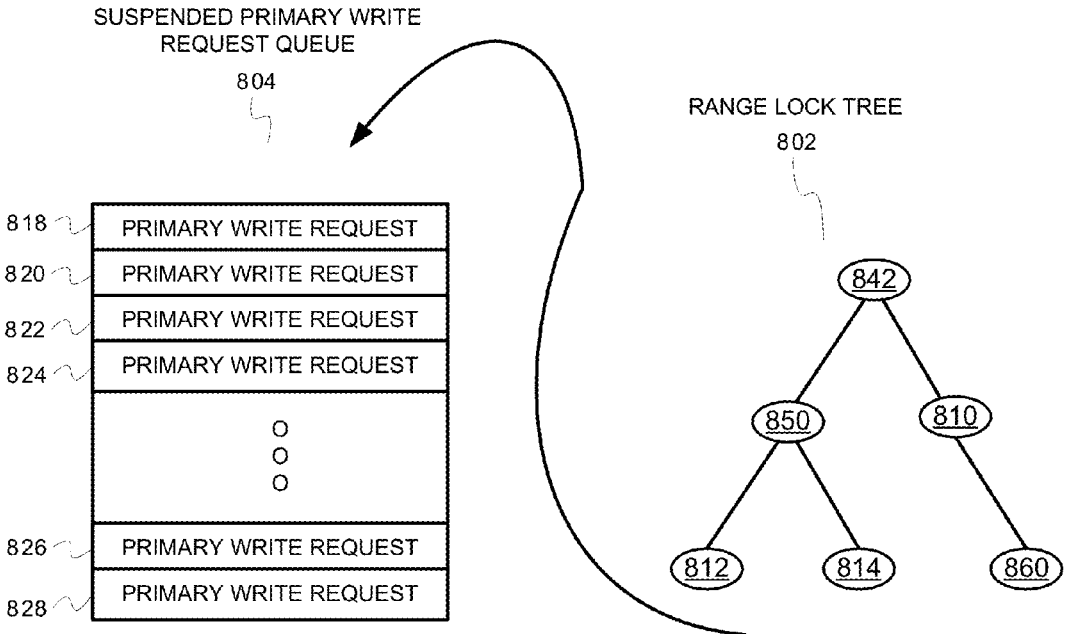 SUSPENDED PRIMARY WRITE
REQUEST QUEUE
804
818 PRIMARY WRITE REQUEST
820 PRIMARY WRITE REQUEST
822 PRIMARY WRITE REQUEST
824 PRIMARY WRITE REQUEST
O
O
O
826 PRIMARY WRITE REQUEST
828 PRIMARY WRITE REQUEST
RANGE LOCK TREE
802
842
850 810
812 814 860